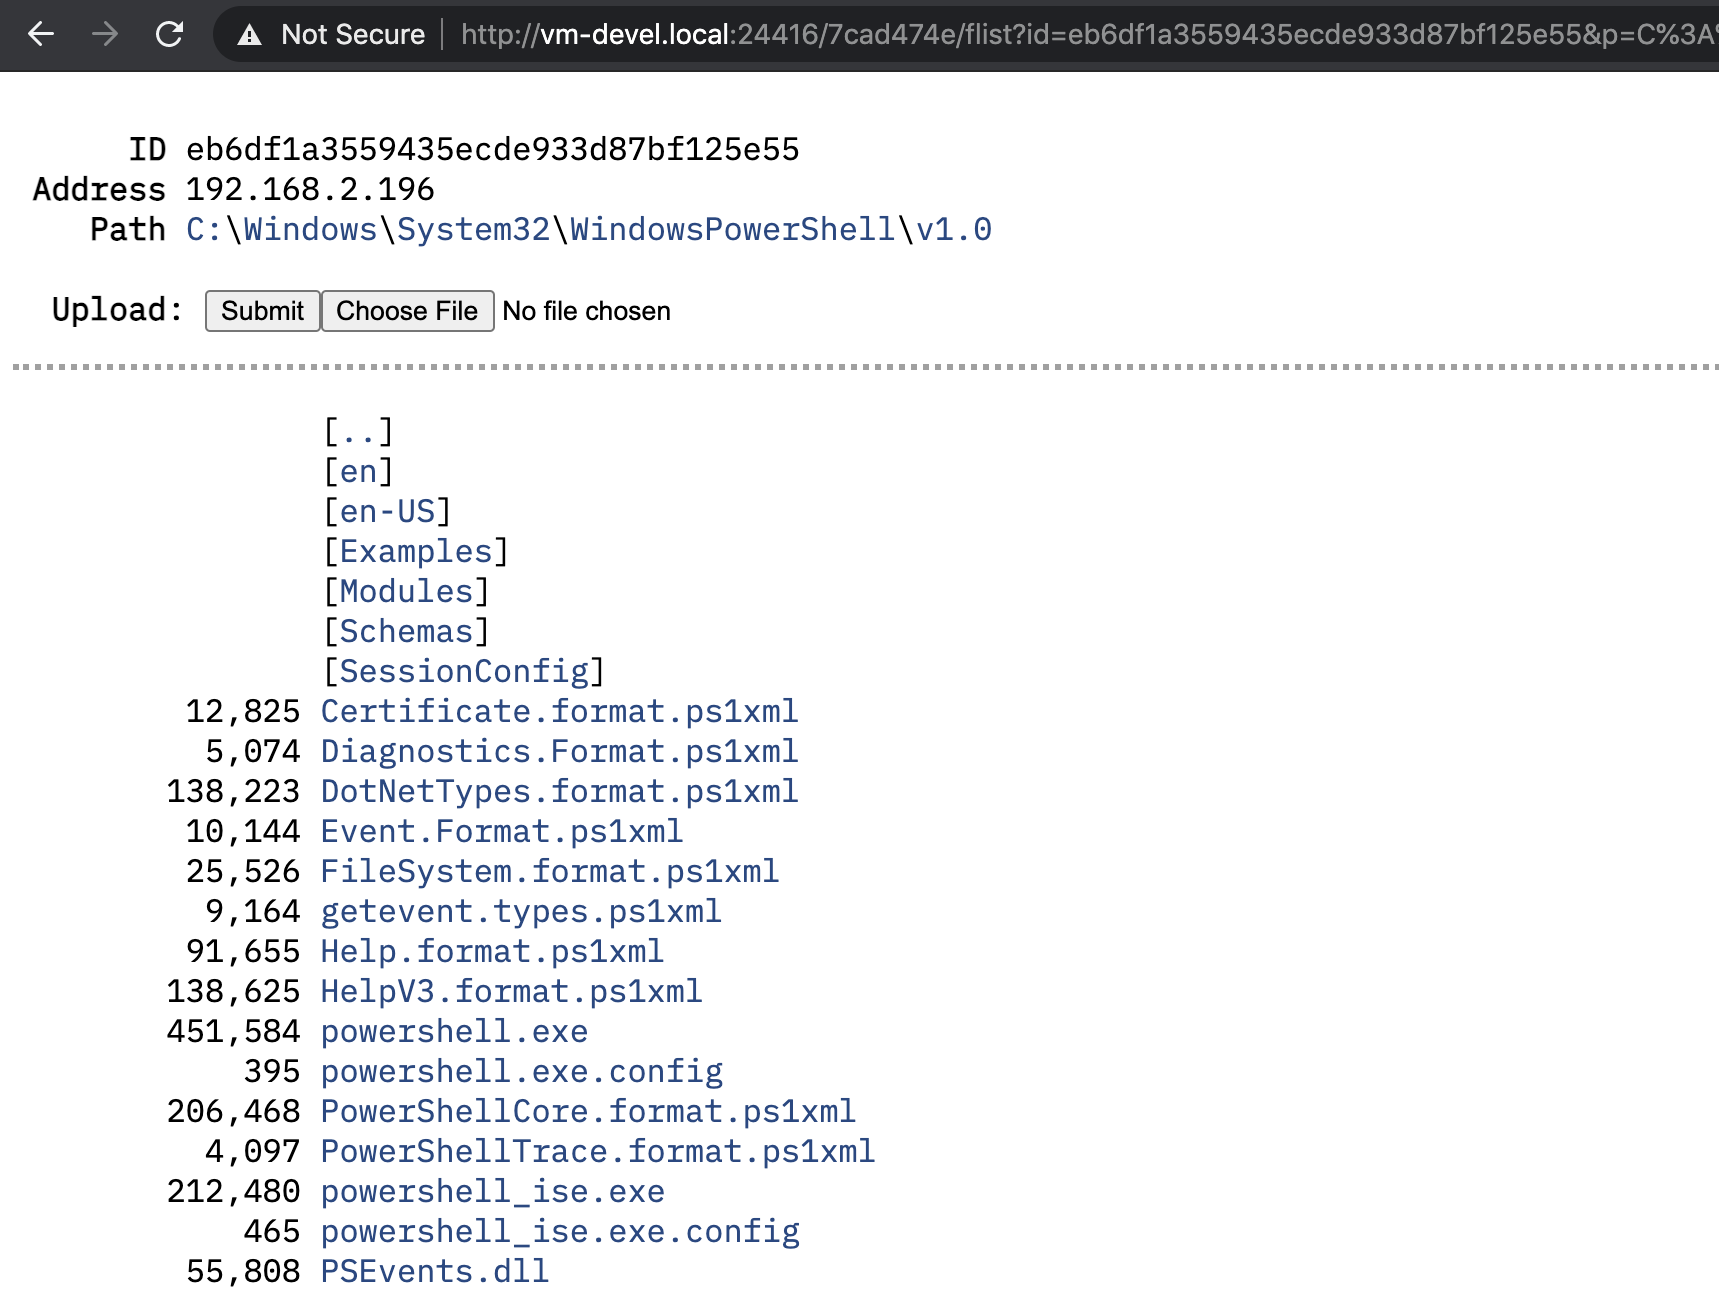 Not Secure http://vm-devel.local:24416/7cad474e/flist?id=eb6df1a3559435ecde933d87bf125e55&p=C%3A
ID eb6df1a3559435ecde933d87bf125e55
Address 192.168.2.196
Path C:\Windows\System32\WindowsPowerShell\v1.0
Upload: Submit Choose File No file chosen
[..]
[en]
[en-US]
[Examples]
[Modules]
[Schemas]
[SessionConfig]
12,825 Certificate.format.ps1xml
5,074 Diagnostics.Format.ps1xml
138,223 DotNetTypes.format.ps1xml
10,144 Event.Format.ps1xml
25,526 FileSystem.format.ps1xml
9,164 getevent.types.ps1xml
91,655 Help.format.ps1xml
138,625 HelpV3.format.ps1xml
451,584 powershell.exe
395 powershell.exe.config
206,468 PowerShellCore.format.ps1xml
4,097 PowerShellTrace.format.ps1xml
212,480 powershell_ise.exe
465 powershell_ise.exe.config
55,808 PSEvents.dll